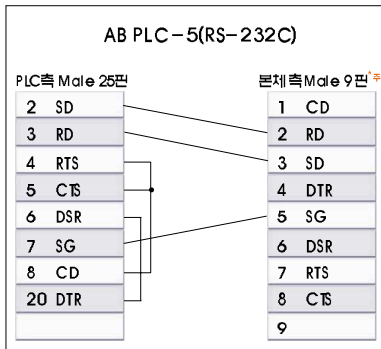 AB PLC-5(RS-232C)
PLC측 Male 25핀
본체 측 Male 9 핀*주
2 SD
3 RD
4 RTS
5 CTS
6 DSR
7 SG
8 CD
20 DTR
1 CD
2 RD
3 SD
4 DTR
5 SG
6 DSR
7 RTS
8 CTS
9